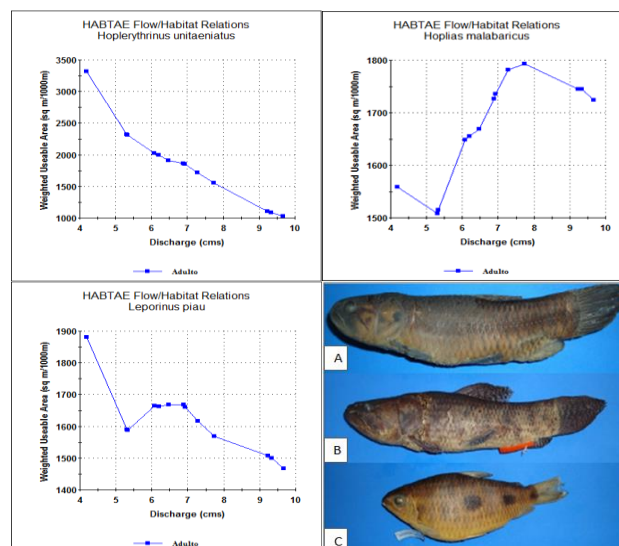 HABTAE Flow/Habitat Relations
Hoplerythrinus unitaeniatus
Weighted Useable Area (sq m/1000m)
3500
3000
2500
2000
1500
1000
4 5 6 7 8 9 10
Discharge (cms)
Adulto
HABTAE Flow/Habitat Relations
Hoplias malabaricus
Weighted Useable Area (sq m/1000m)
1800
1700
1600
1500
4 5 6 7 8 9 10
Discharge (cms)
Adulto
HABTAE Flow/Habitat Relations
Leporinus piau
Weighted Useable Area (sq m/1000m)
1900
1800
1700
1600
1500
1400
4 5 6 7 8 9 10
Discharge (cms)
Adulto
A
B
C